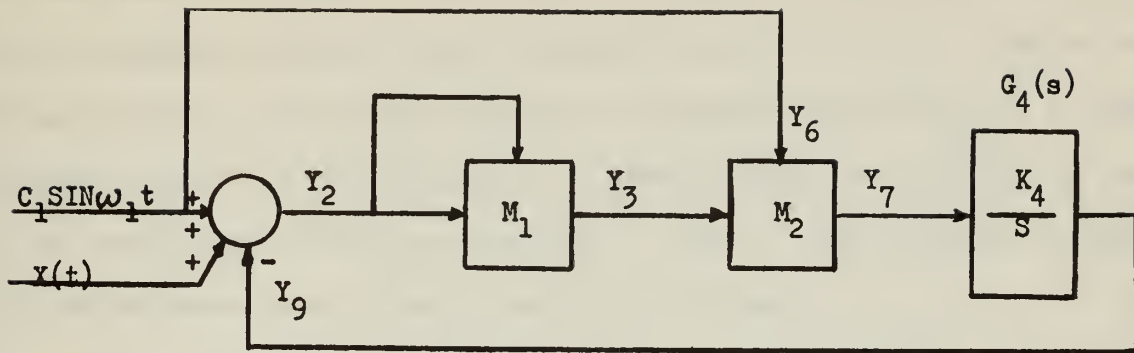 G₄(s)
Y₆
C₁SINω₁t
+
Y₂
Y₃
Y₇
K₄
S
M₁
M₂
+
+
X(t)
-
Y₉